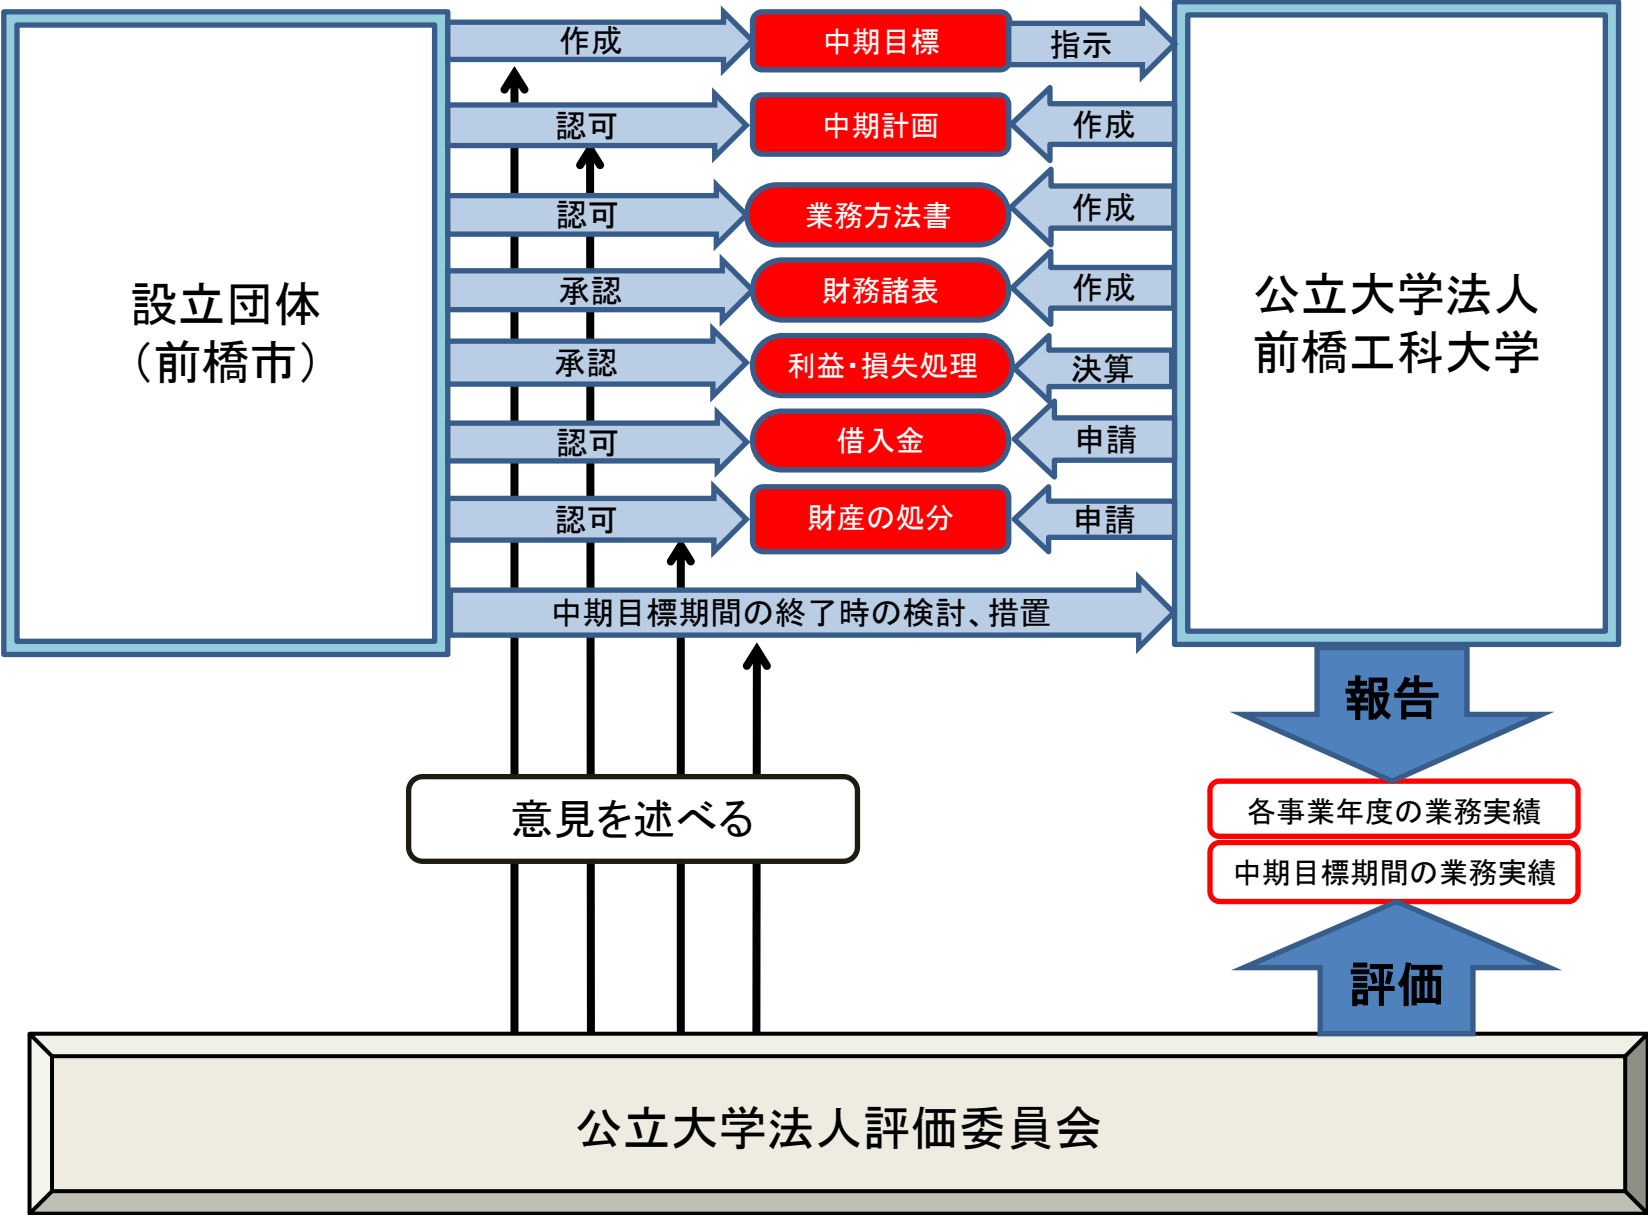 作成
中期目標
指示
認可
中期計画
作成
認可
業務方法書
作成
承認
財務諸表
作成
承認
利益・損失処理
決算
認可
借入金
申請
認可
財産の処分
申請
設立団体
（前橋市）
公立大学法人
前橋工科大学
中期目標期間の終了時の検討、措置
報告
意見を述べる
各事業年度の業務実績
中期目標期間の業務実績
評価
公立大学法人評価委員会